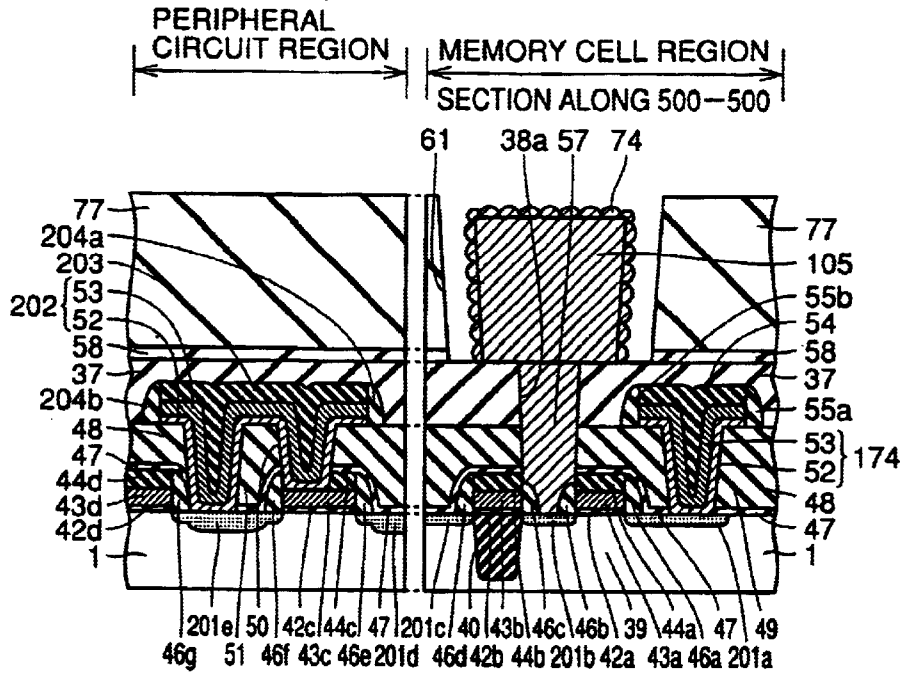 PERIPHERAL
CIRCUIT REGION
MEMORY CELL REGION
SECTION ALONG 500-500
61
38a
57
74
77
204a
203
202
53
52
58
37
204b
48
47
44d
43d
42d
1
77
105
55b
54
58
37
55a
53
52
174
48
47
1
201e 50 42c 44c 47 201c 40 43b 46c 46b 39 44a 47 49
46g 51 46f 43c 46e 201d 46d 42b 44b 201b 42a 43a 46a 201a